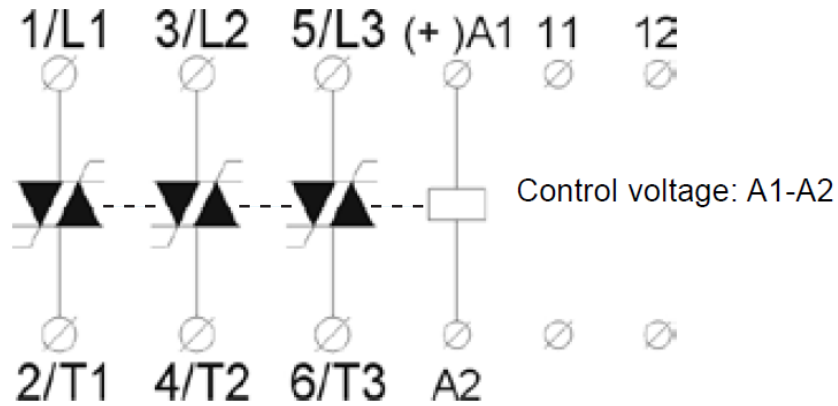 1/L1 3/L2 5/L3 (+ )A1 11 12
Control voltage: A1-A2
2/T1 4/T2 6/T3 A2